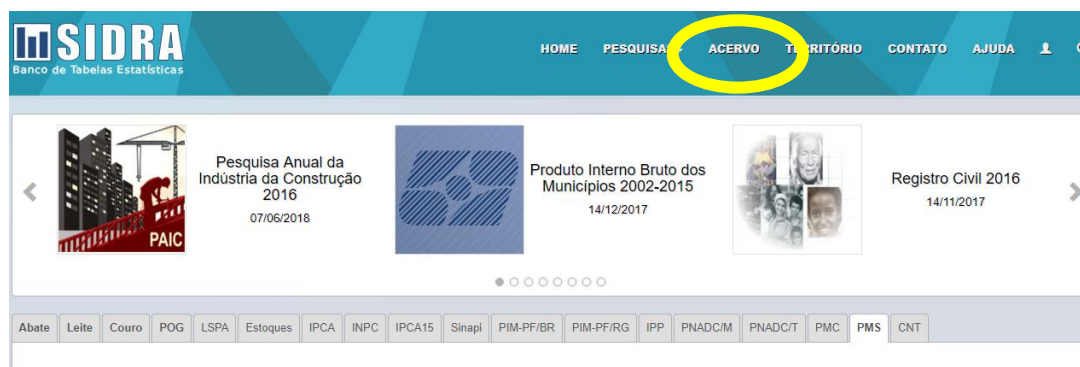 SIDRA
Banco de Tabelas Estatísticas
HOME PESQUISAS ACERVO TERRITÓRIO CONTATO AJUDA
PAIC
Pesquisa Anual da
Indústria da Construção
2016
07/06/2018
Produto Interno Bruto dos
Municípios 2002-2015
14/12/2017
Registro Civil 2016
14/11/2017
Abate Leite Couro POG LSPA Estoques IPCA INPC IPCA15 Sinapi PIM-PF/BR PIM-PF/RG IPP PNADC/M PNADC/T PMC PMS CNT